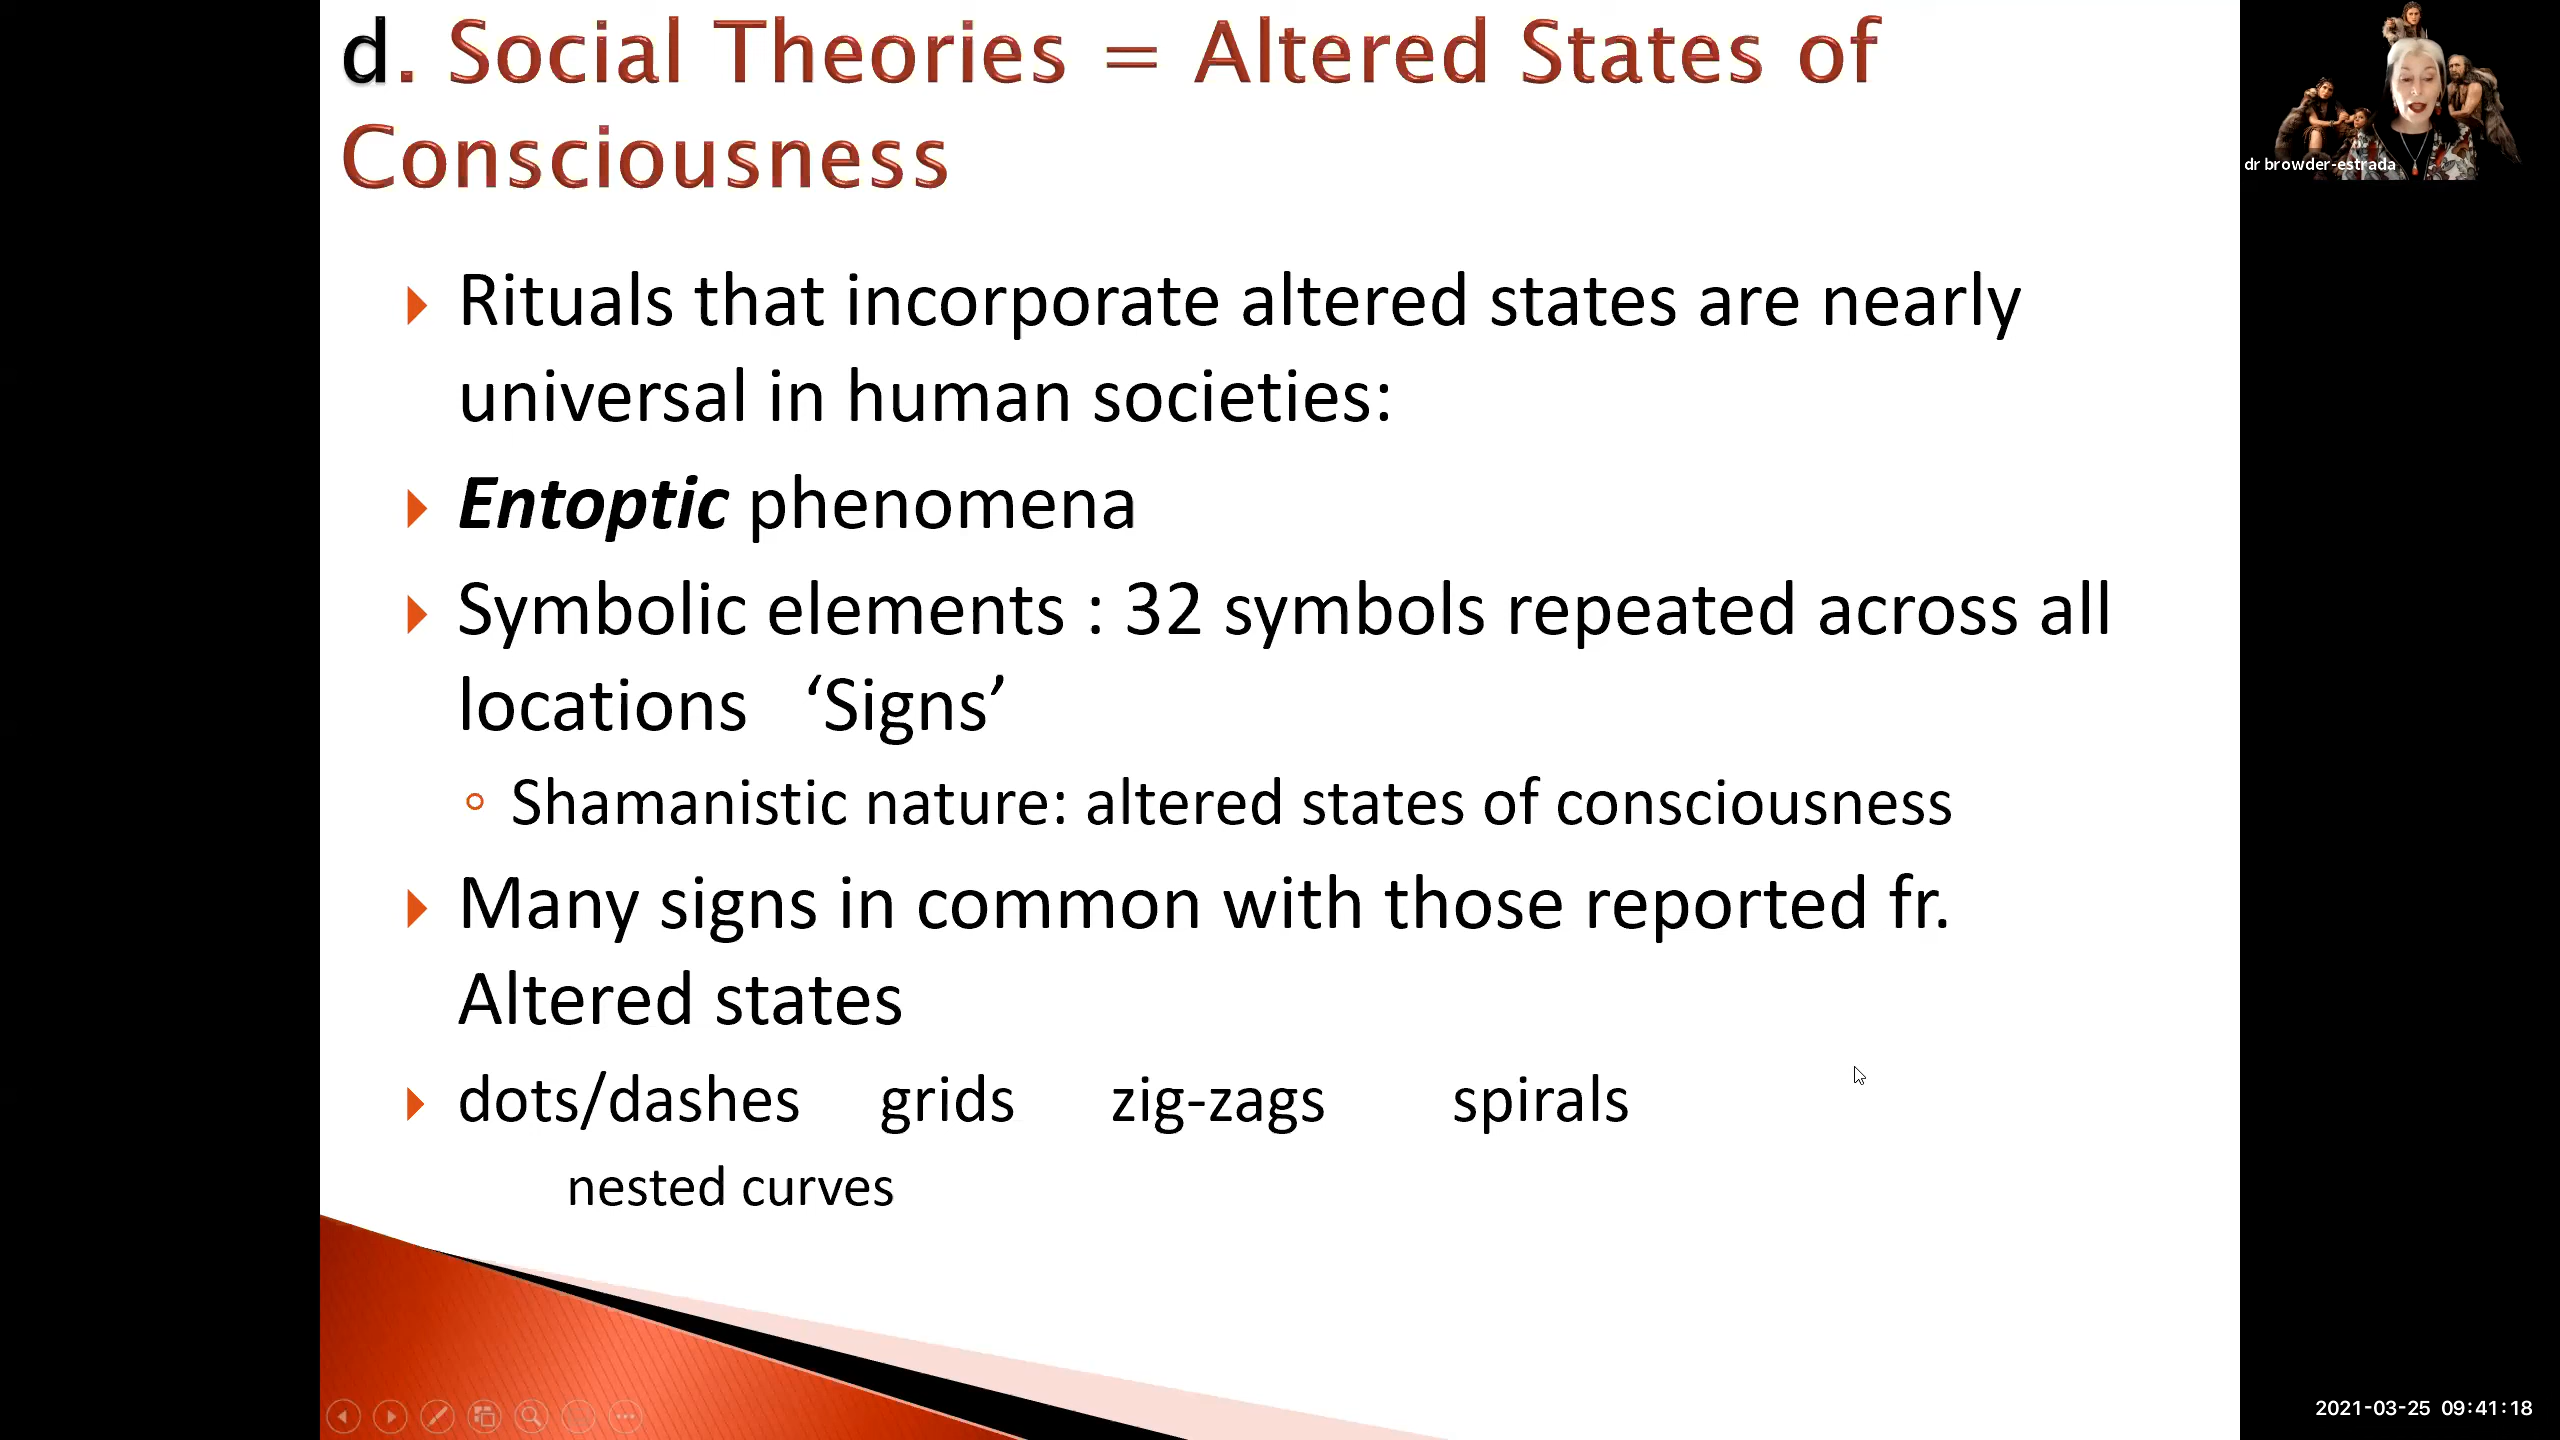 d. Social Theories = Altered States of
Consciousness
Rituals that incorporate altered states are nearly
universal in human societies:
Entoptic phenomena
Symbolic elements : 32 symbols repeated across all
locations ‘Signs’
Shamanistic nature: altered states of consciousness
Many signs in common with those reported fr.
Altered states
dots/dashes grids zig-zags spirals
nested curves
dr browder-estrada
2021-03-25 09:41:18